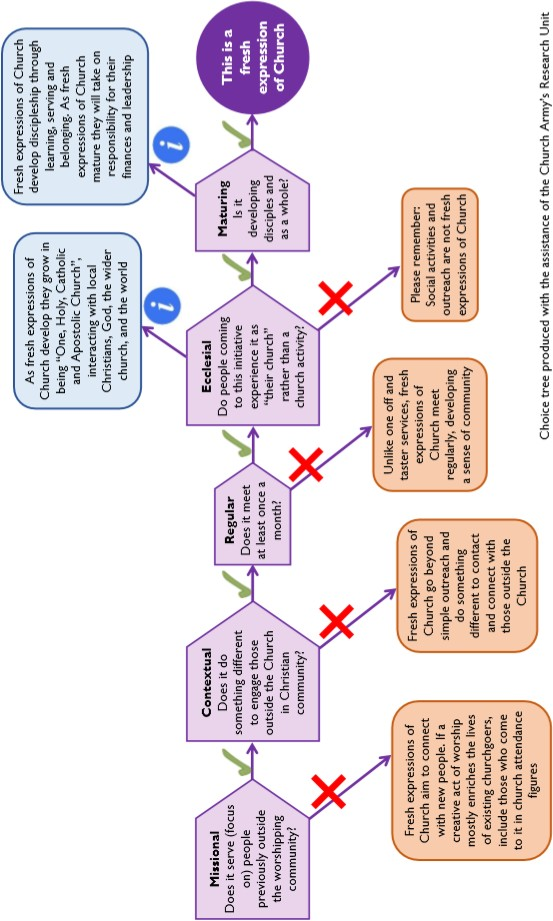 Missional
Does it serve (focus
on) people
previously outside
the worshipping
community?
Fresh expressions of
Church aim to connect
with new people. If a
creative act of worship
mostly enriches the lives
of existing churchgoers,
include those who come
to it in church attendance
figures
Contextual
Does it do
something different
to engage those
outside the Church
in Christian
community?
Fresh expressions of
Church go beyond
simple outreach and
do something
different to contact
and connect with
those outside the
Church
Regular
Does it meet
at least once a
month?
Unlike one off and
taster services, fresh
expressions of
Church meet
regularly, developing
a sense of community
Ecclesial
Do people coming
to this initiative
experience it as
"their church"
rather than a
church activity?
As fresh expressions of
Church develop they grow in
being "One, Holy, Catholic
and Apostolic Church",
interacting with local
Christians, God, the wider
church, and the world
i
Please remember:
Social activities and
outreach are not fresh
expressions of Church
Maturing
Is it
developing
disciples and
as a whole?
Fresh expressions of Church
develop discipleship through
learning, serving and
belonging. As fresh
expressions of Church
mature they will take on
responsibility for their
finances and leadership
i
This is a
fresh
expression
of Church
Choice tree produced with the assistance of the Church Army's Research Unit